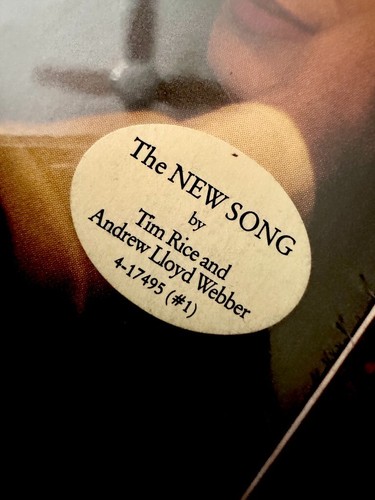 The NEW SONG
by
Tim Rice and
Andrew Lloyd Webber
4-17495 (#1)